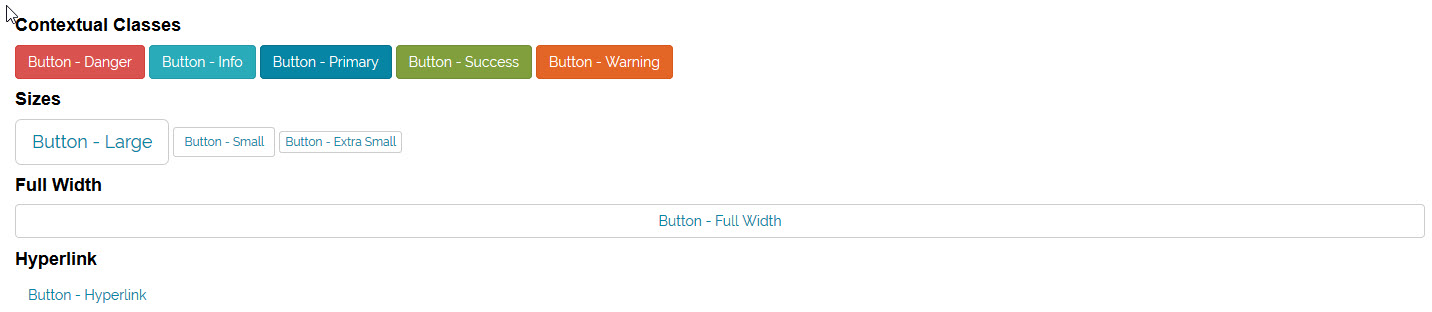 Contextual Classes
Button - Danger Button - Info Button - Primary Button - Success Button - Warning
Sizes
Button - Large Button - Small Button - Extra Small
Full Width
Button - Full Width
Hyperlink
Button - Hyperlink